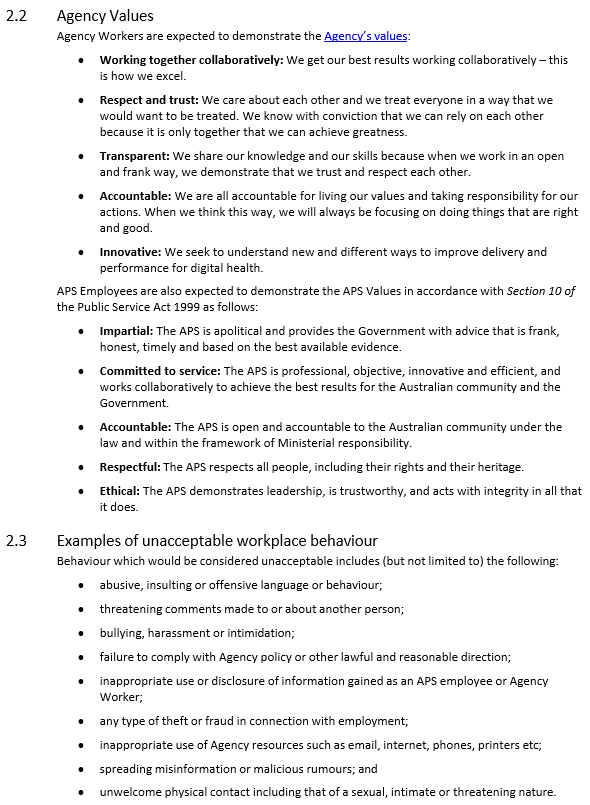 2.2 Agency Values
Agency Workers are expected to demonstrate the Agency's values:
• Working together collaboratively: We get our best results working collaboratively – this
is how we excel.
• Respect and trust: We care about each other and we treat everyone in a way that we
would want to be treated. We know with conviction that we can rely on each other
because it is only together that we can achieve greatness.
• Transparent: We share our knowledge and our skills because when we work in an open
and frank way, we demonstrate that we trust and respect each other.
• Accountable: We are all accountable for living our values and taking responsibility for our
actions. When we think this way, we will always be focusing on doing things that are right
and good.
• Innovative: We seek to understand new and different ways to improve delivery and
performance for digital health.
APS Employees are also expected to demonstrate the APS Values in accordance with Section 10 of
the Public Service Act 1999 as follows:
• Impartial: The APS is apolitical and provides the Government with advice that is frank,
honest, timely and based on the best available evidence.
• Committed to service: The APS is professional, objective, innovative and efficient, and
works collaboratively to achieve the best results for the Australian community and the
Government.
• Accountable: The APS is open and accountable to the Australian community under the
law and within the framework of Ministerial responsibility.
• Respectful: The APS respects all people, including their rights and their heritage.
• Ethical: The APS demonstrates leadership, is trustworthy, and acts with integrity in all that
it does.
2.3 Examples of unacceptable workplace behaviour
Behaviour which would be considered unacceptable includes (but not limited to) the following:
• abusive, insulting or offensive language or behaviour;
• threatening comments made to or about another person;
• bullying, harassment or intimidation;
• failure to comply with Agency policy or other lawful and reasonable direction;
• inappropriate use or disclosure of information gained as an APS employee or Agency
Worker;
• any type of theft or fraud in connection with employment;
• inappropriate use of Agency resources such as email, internet, phones, printers etc;
• spreading misinformation or malicious rumours; and
• unwelcome physical contact including that of a sexual, intimate or threatening nature.